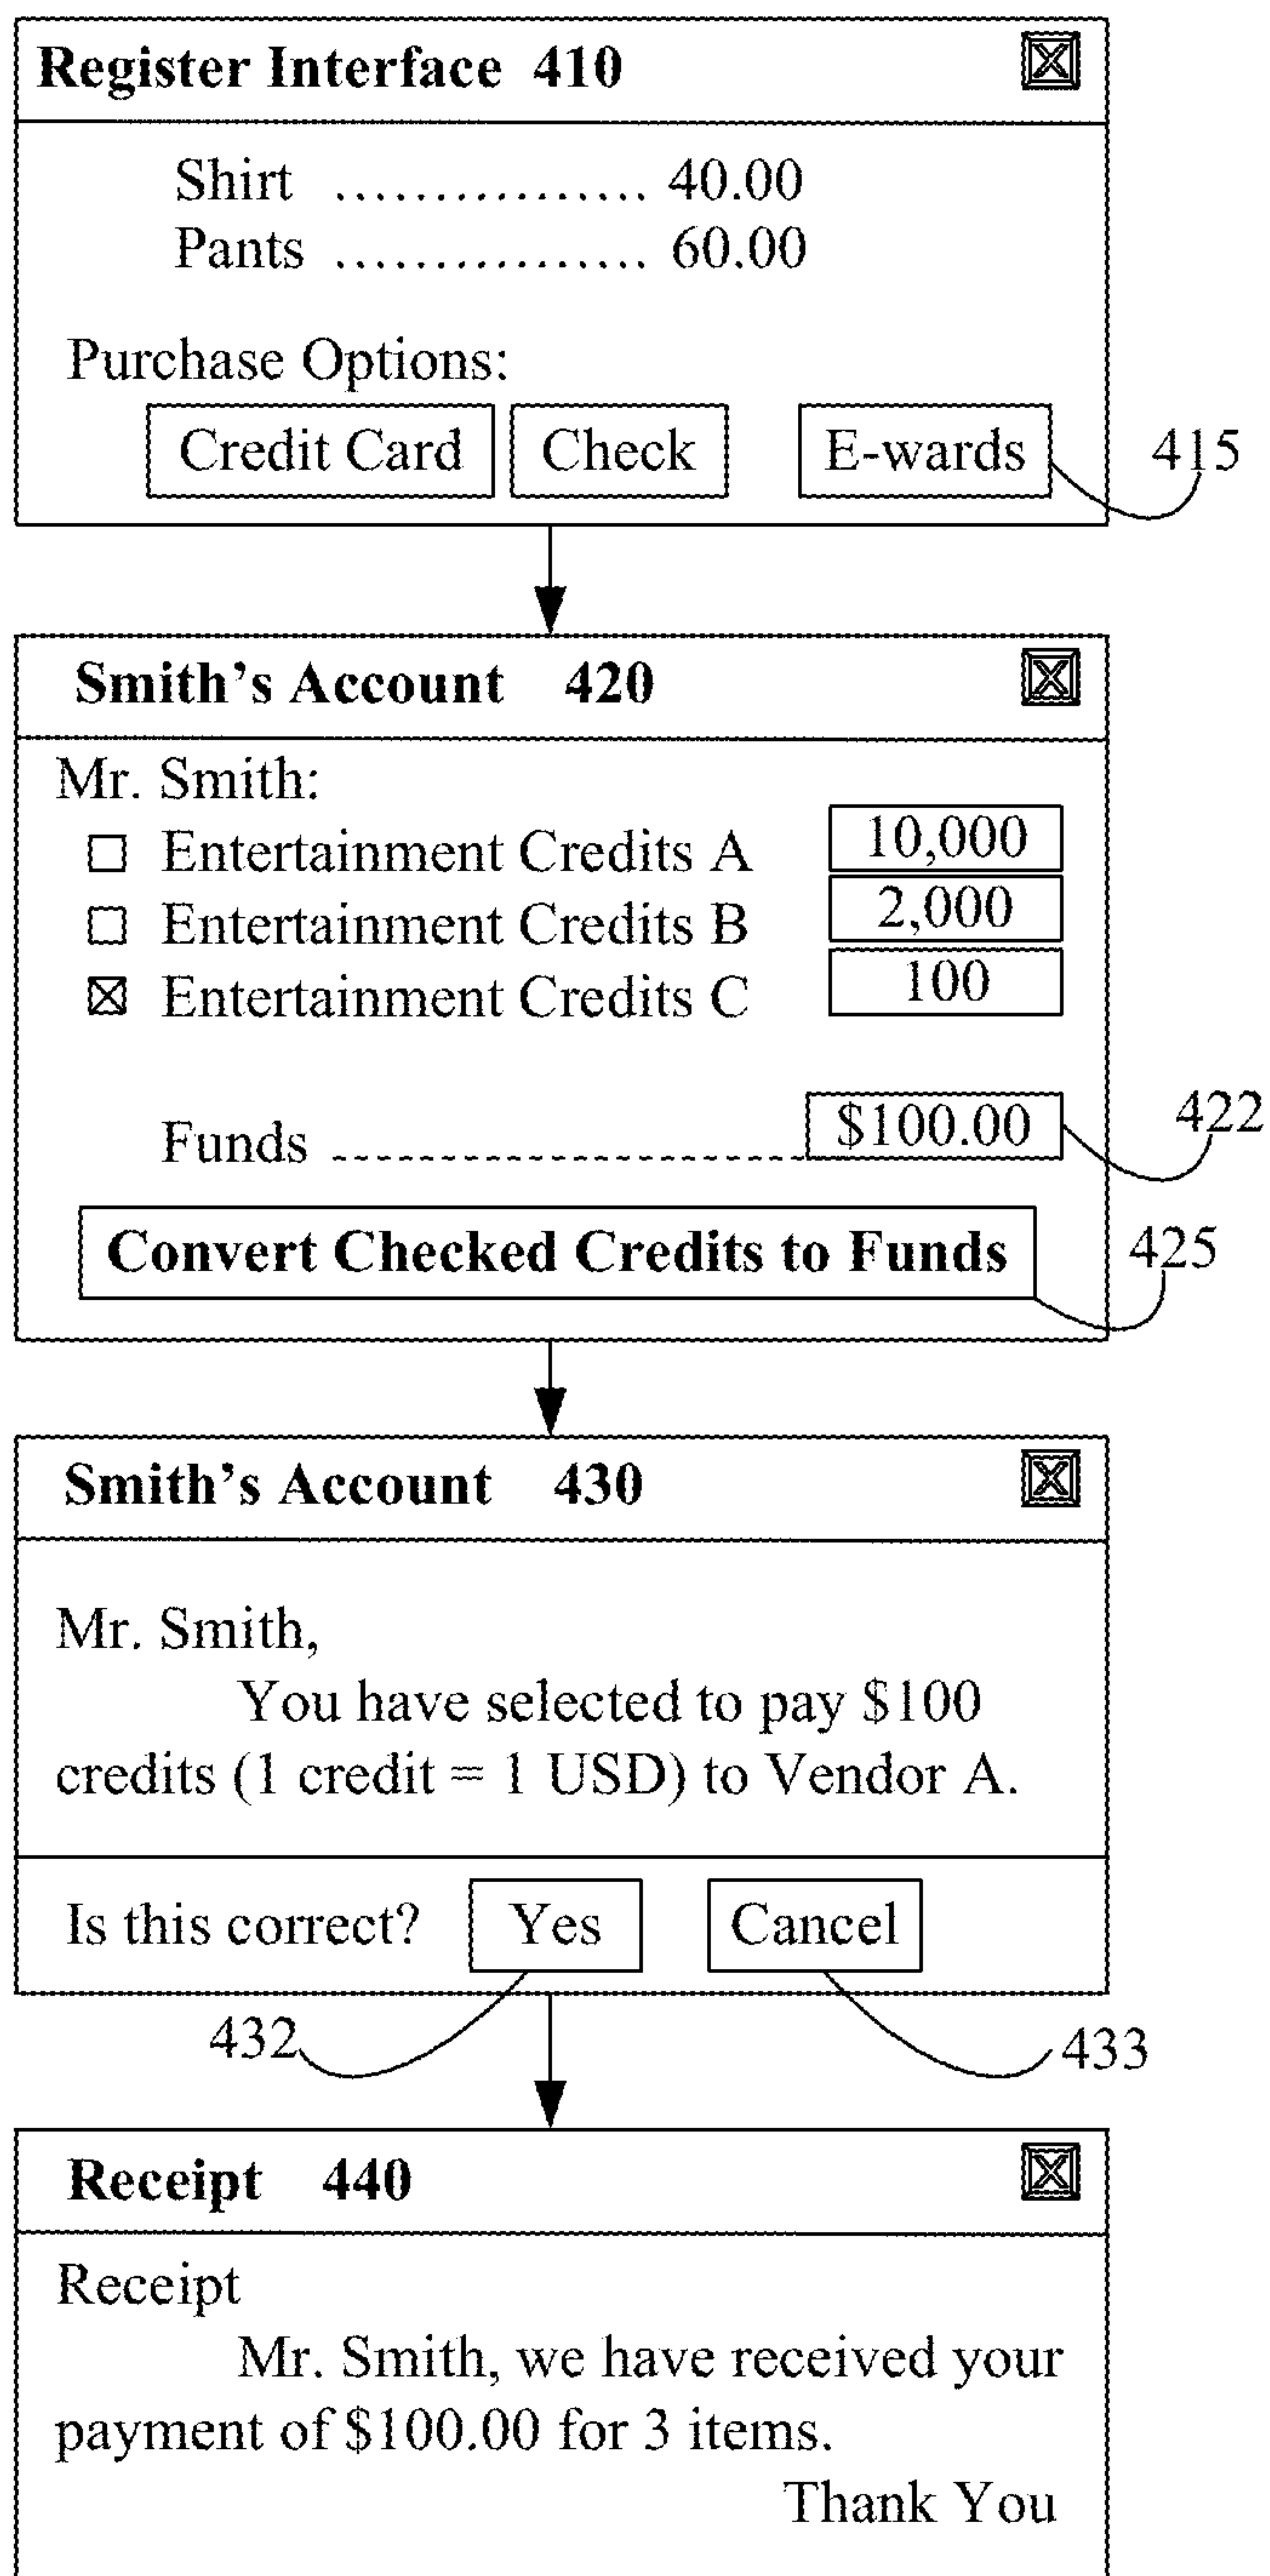 Register Interface 410
Shirt ................ 40.00
Pants ................ 60.00
Purchase Options:
Credit Card Check E-wards 415
Smith's Account 420
Mr. Smith:
Entertainment Credits A 10,000
Entertainment Credits B 2,000
Entertainment Credits C 100
Funds $100.00 422
Convert Checked Credits to Funds 425
Smith's Account 430
Mr. Smith,
You have selected to pay $100
credits (1 credit = 1 USD) to Vendor A.
Is this correct? Yes Cancel
432 433
Receipt 440
Receipt
Mr. Smith, we have received your
payment of $100.00 for 3 items.
Thank You